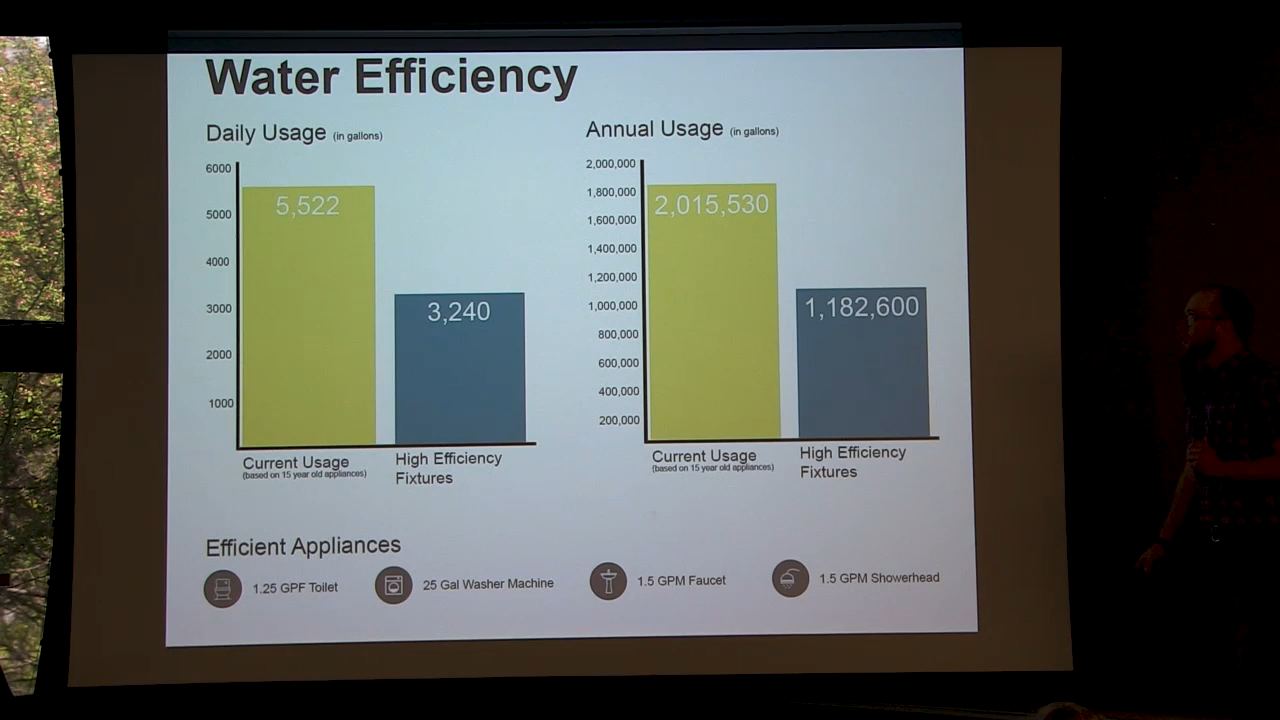 Water Efficiency
Daily Usage (in gallons)
6000
5000
4000
3000
2000
1000
5,522
3,240
Current Usage
(based on 15 year old appliances)
High Efficiency
Fixtures
Annual Usage (in gallons)
2,000,000
1,800,000
1,600,000
1,400,000
1,200,000
1,000,000
800,000
600,000
400,000
200,000
2,015,530
1,182,600
Current Usage
(based on 15 year old appliances)
High Efficiency
Fixtures
Efficient Appliances
1.25 GPF Toilet
25 Gal Washer Machine
1.5 GPM Faucet
1.5 GPM Showerhead